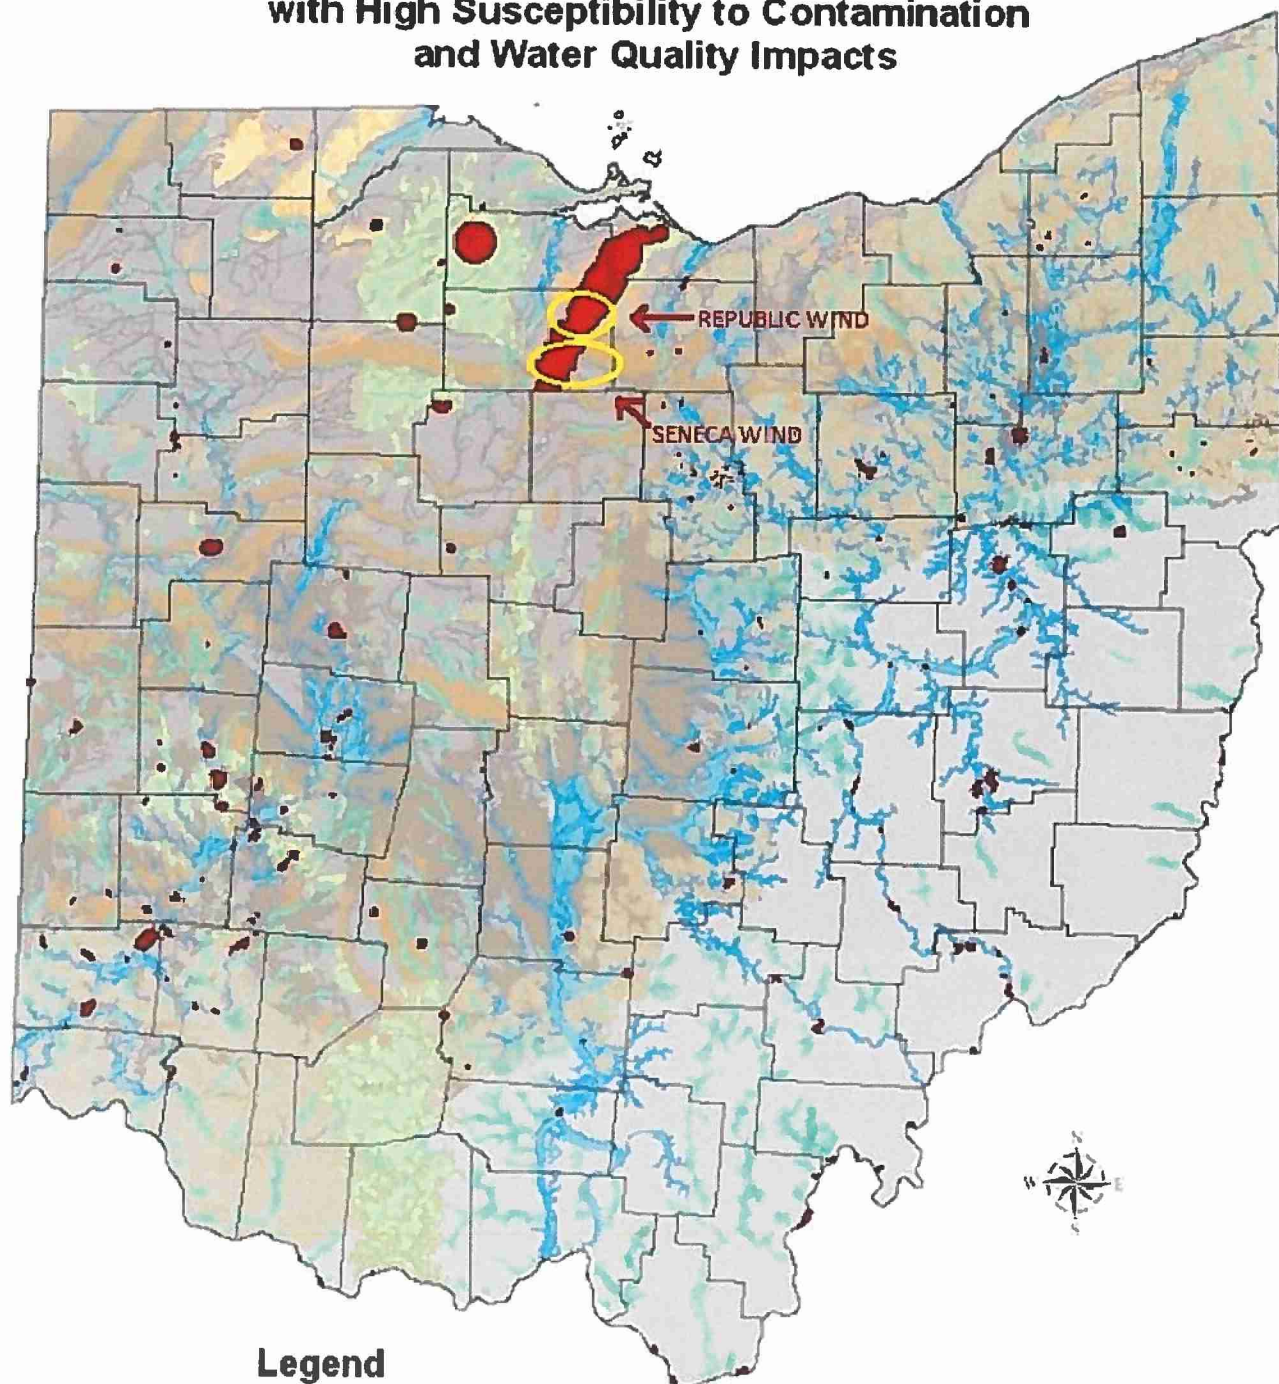 with High Susceptibility to Contamination
and Water Quality Impacts
REPUBLIC WIND
SENECA WIND
N
W E
S
Legend